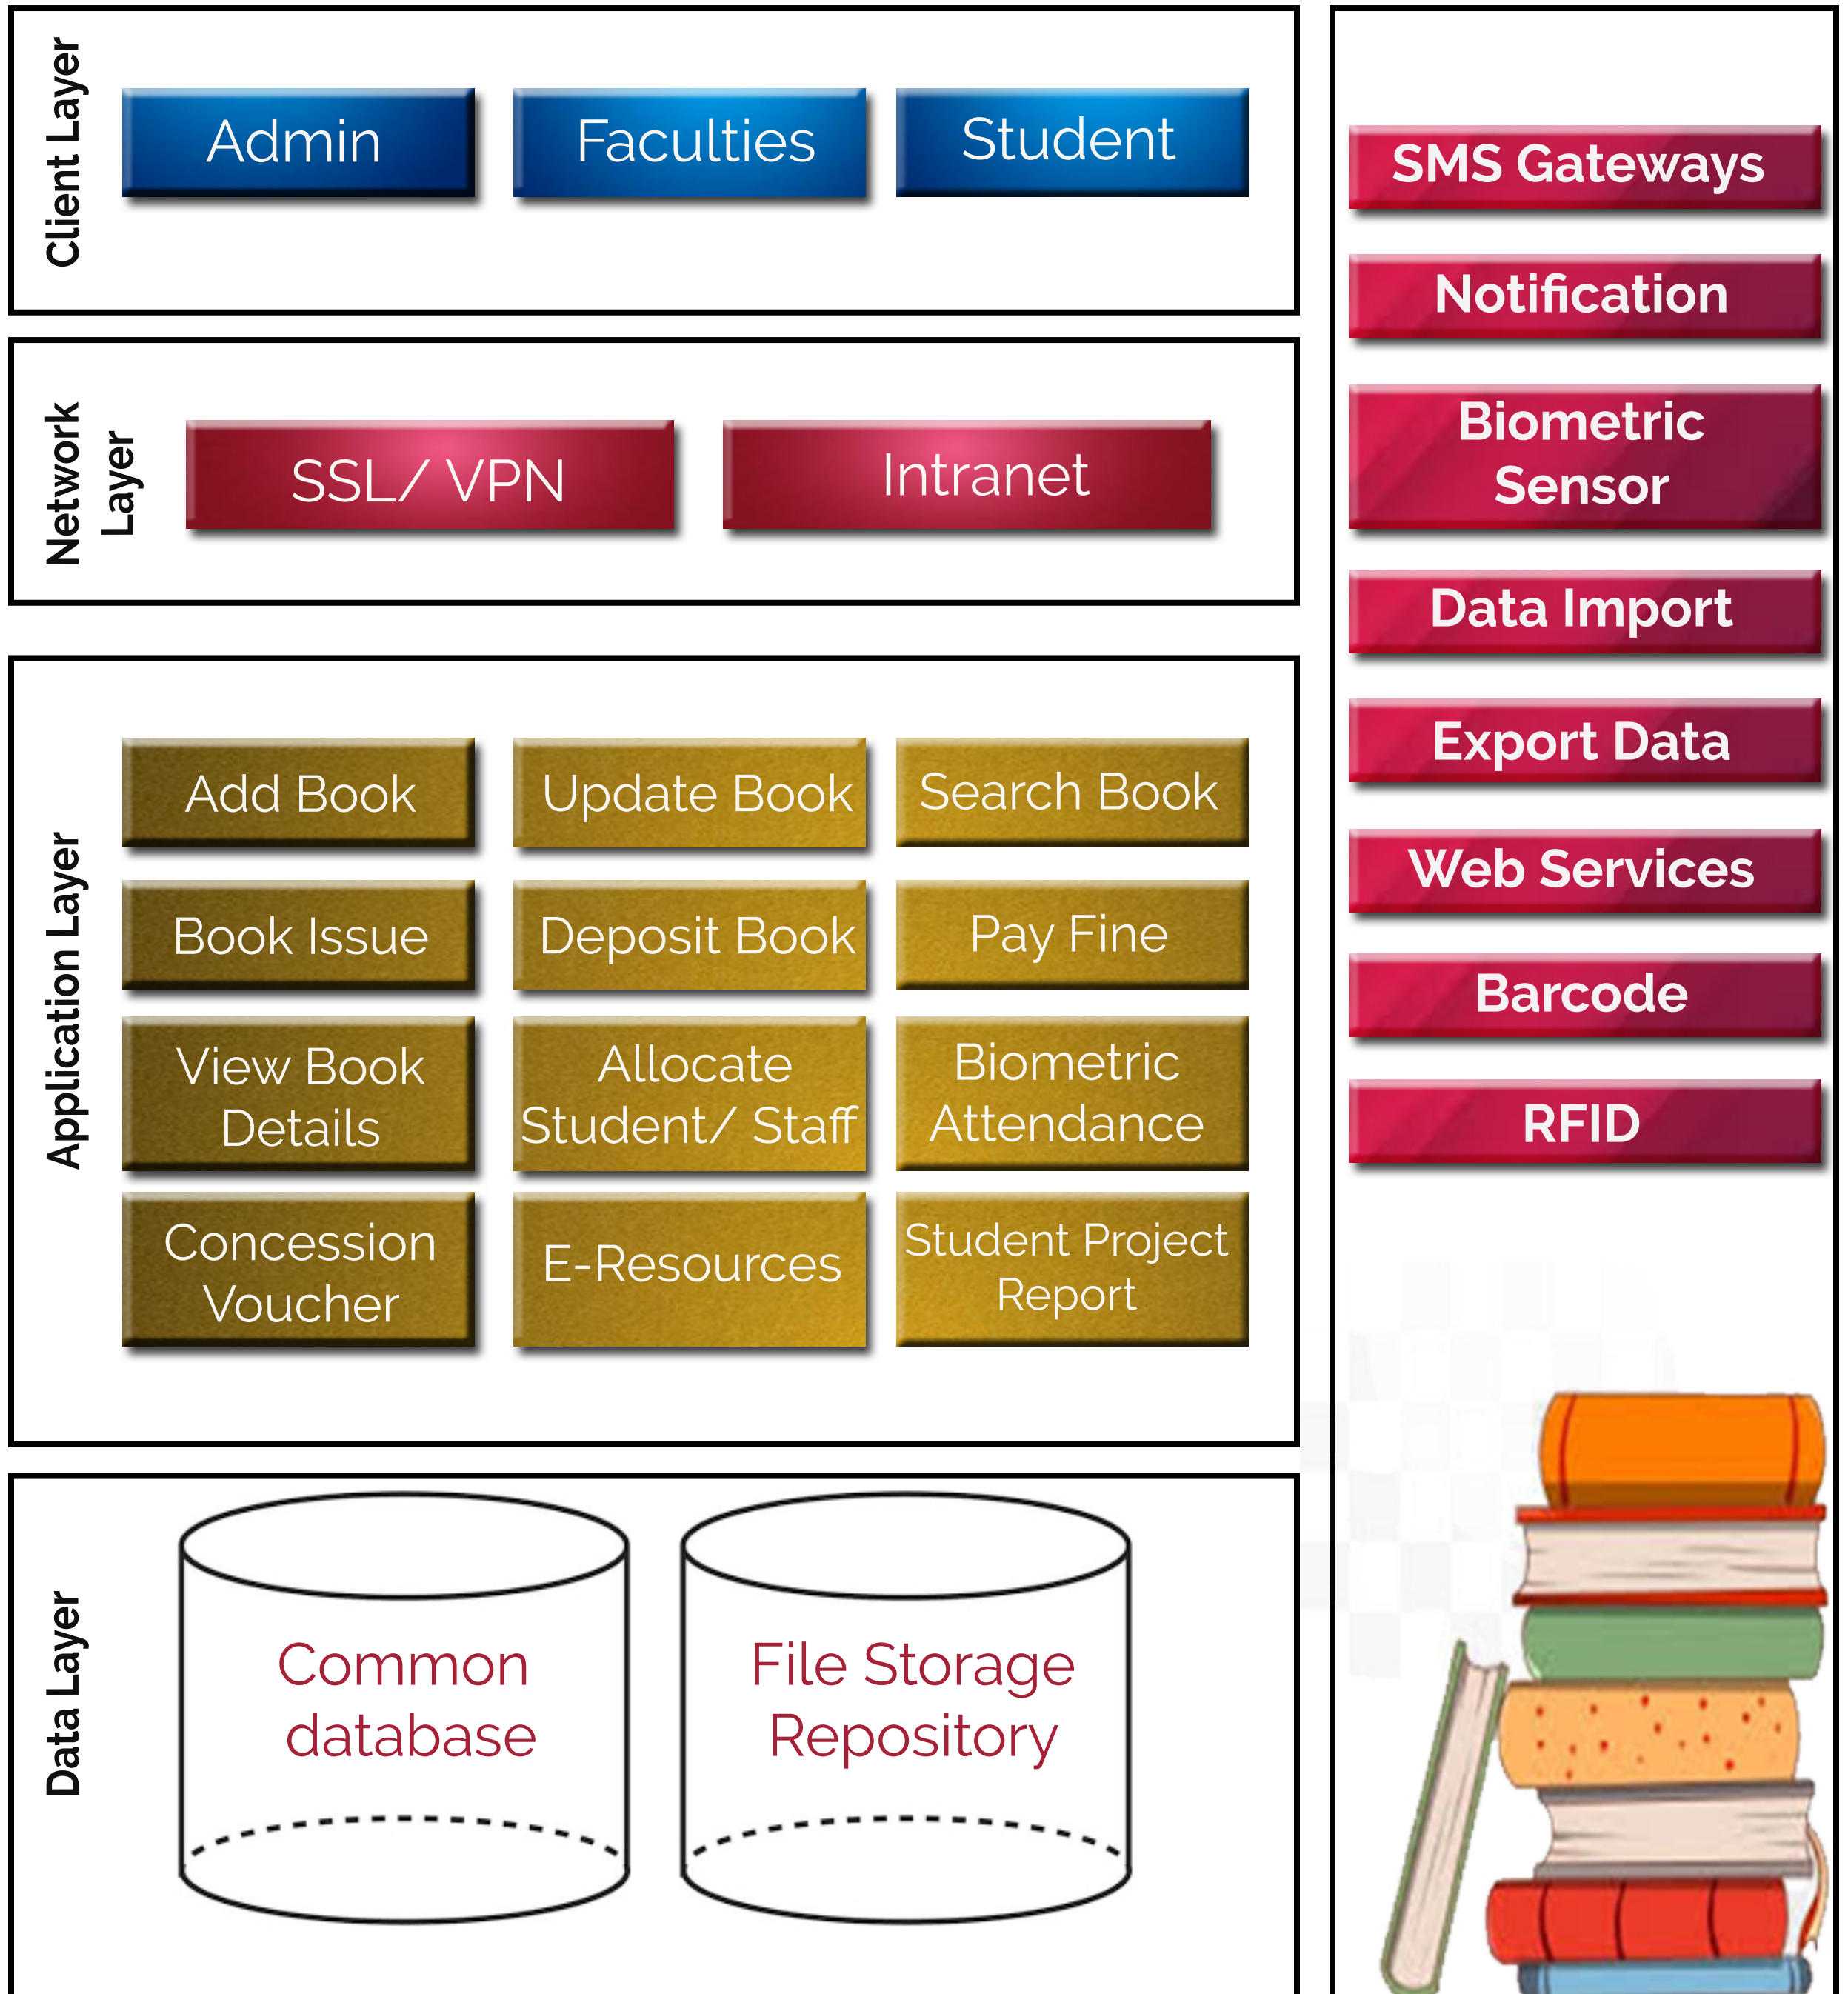 Client Layer
Admin
Faculties
Student
Network
Layer
SSL/ VPN
Intranet
Application Layer
Add Book
Update Book
Search Book
Book Issue
Deposit Book
Pay Fine
View Book
Details
Allocate
Student/ Staff
Biometric
Attendance
Concession
Voucher
E-Resources
Student Project
Report
Data Layer
Common
database
File Storage
Repository
SMS Gateways
Notification
Biometric
Sensor
Data Import
Export Data
Web Services
Barcode
RFID